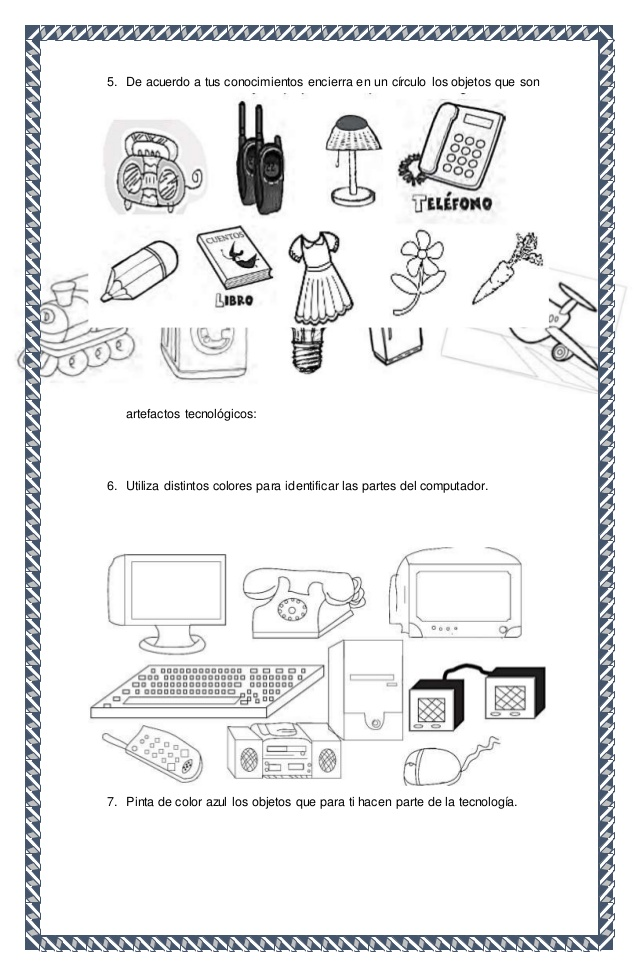 5. De acuerdo a tus conocimientos encierra en un círculo los objetos que son
TELÉFONO
CUENTOS
LIBRO
D
Do
artefactos tecnológicos:
6. Utiliza distintos colores para identificar las partes del computador.
7. Pinta de color azul los objetos que para ti hacen parte de la tecnología.